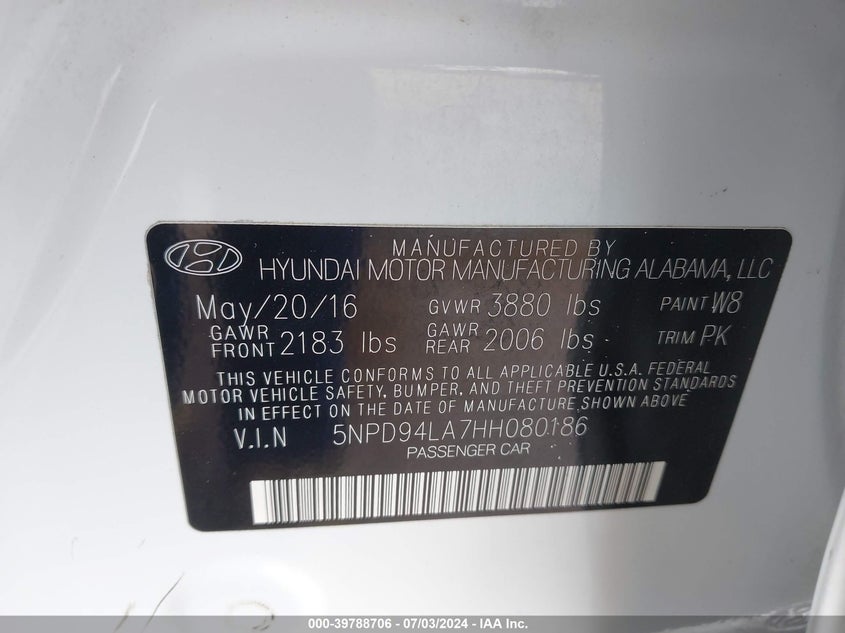 MANUFACTURED BY
HYUNDAI MOTOR MANUFACTURING ALABAMA, LLC
May/20/16 GVWR 3880 lbs PAINT W8
GAWR FRONT 2183 lbs GAWR REAR 2006 lbs TRIM PK
THIS VEHICLE CONFORMS TO ALL APPLICABLE U.S.A. FEDERAL
MOTOR VEHICLE SAFETY, BUMPER, AND THEFT PREVENTION STANDARDS
IN EFFECT ON THE DATE OF MANUFACTURE SHOWN ABOVE.
V.I.N 5NPD94LA7HH080186
PASSENGER CAR
000-39788706 - 07/03/2024 - IAA Inc.